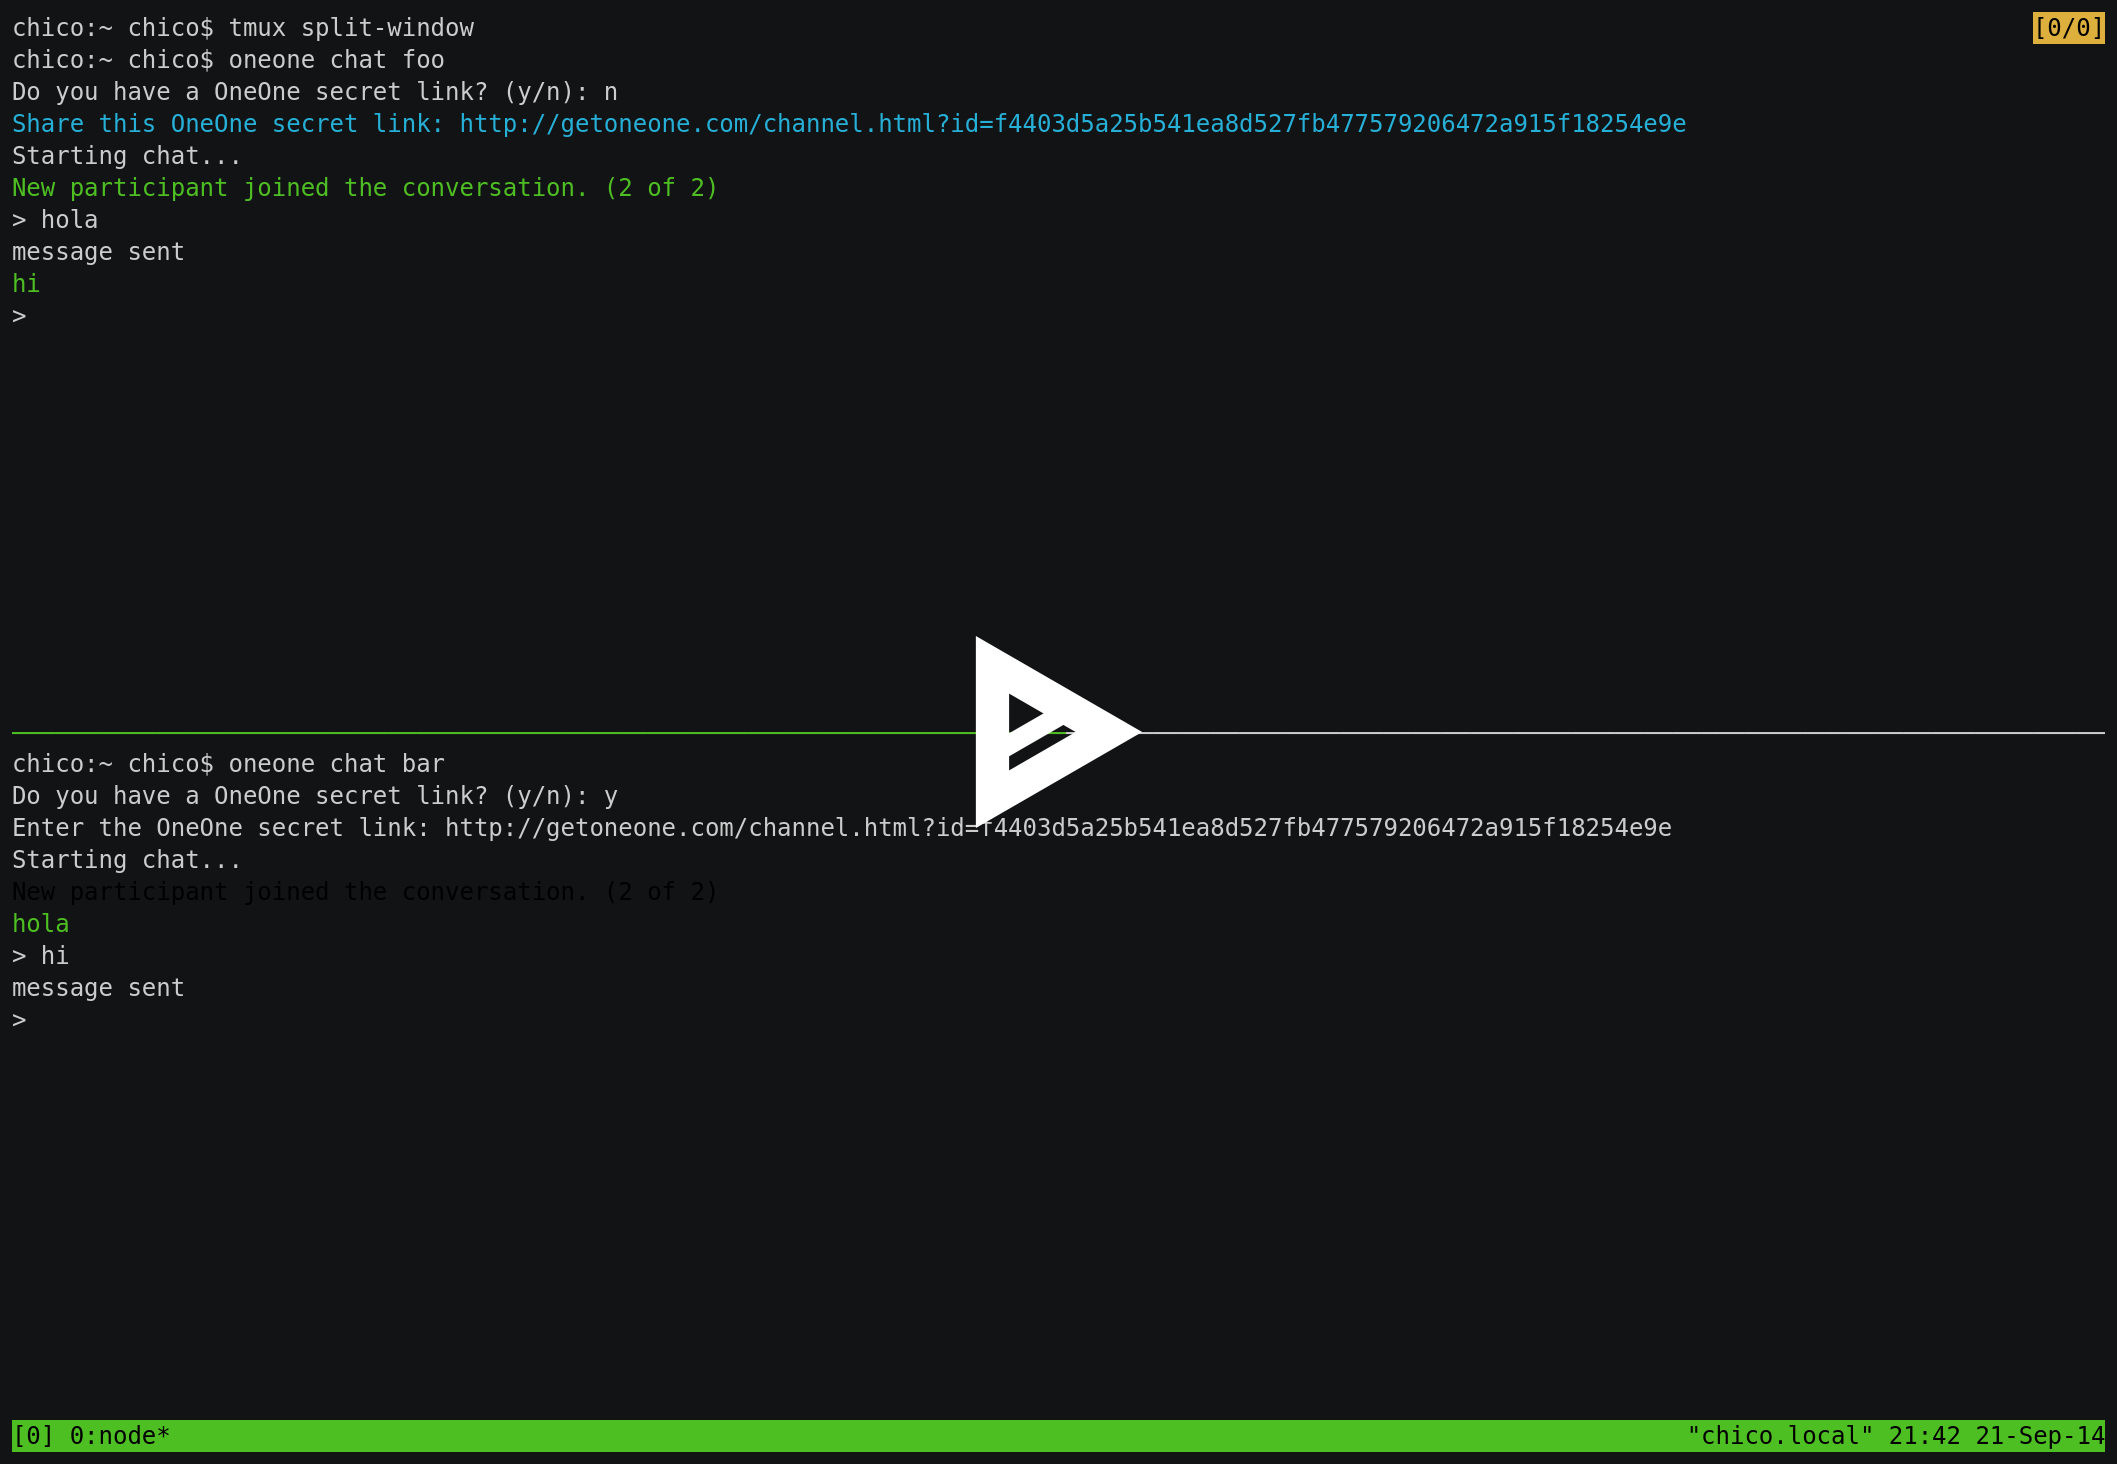 chico:~ chico$ tmux split-window [0/0]
chico:~ chico$ oneone chat foo
Do you have a OneOne secret link? (y/n): n
Share this OneOne secret link: http://getoneone.com/channel.html?id=f4403d5a25b541ea8d527fb477579206472a915f18254e9e
Starting chat...
New participant joined the conversation. (2 of 2)
> hola
message sent
hi
>
chico:~ chico$ oneone chat bar
Do you have a OneOne secret link? (y/n): y
Enter the OneOne secret link: http://getoneone.com/channel.html?id=f4403d5a25b541ea8d527fb477579206472a915f18254e9e
Starting chat...
New participant joined the conversation. (2 of 2)
hola
> hi
message sent
>
[0] 0:node* "chico.local" 21:42 21-Sep-14